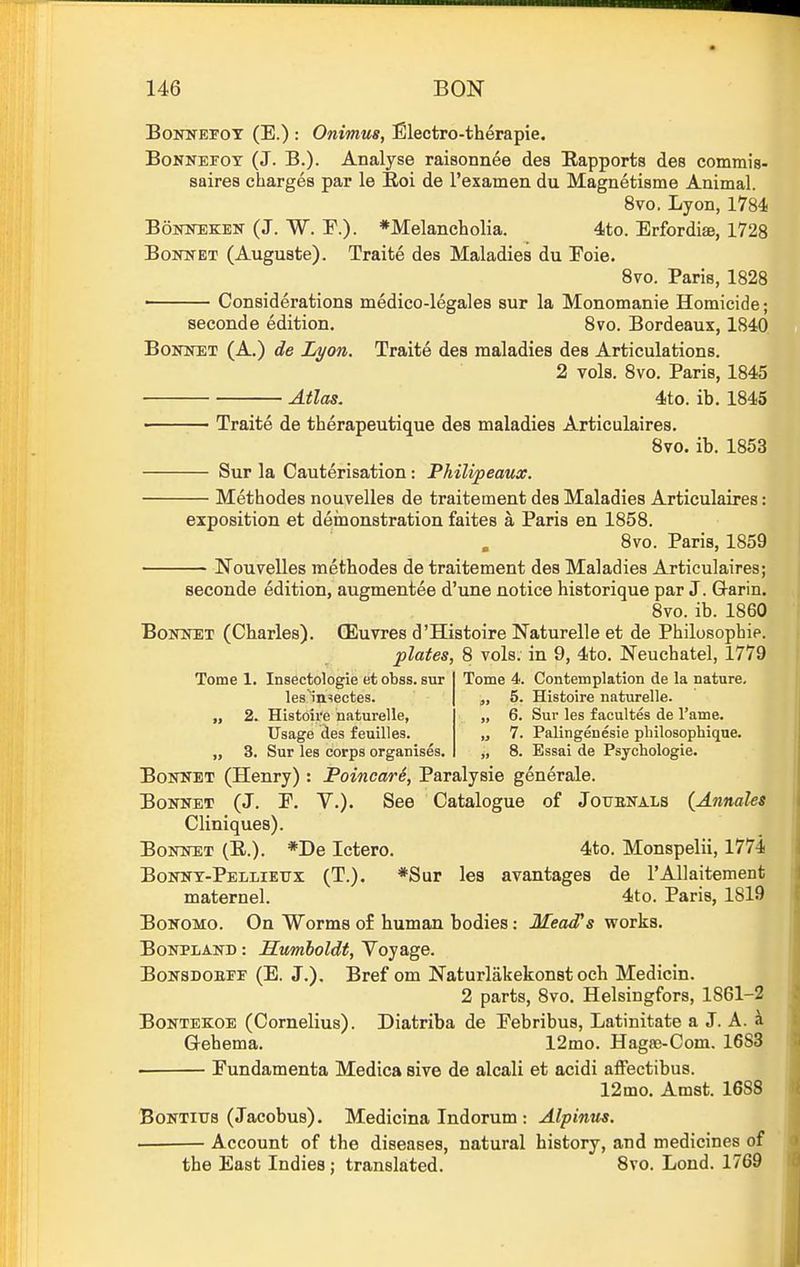 146 BON
BONNEFOY (E.) : Onimus, Électro-thérapie.
BONNEFOY (J. B.). Analyse raisonnée des Rapports des commis-
saires chargés par le Roi de l'examen du Magnétisme Animal.
8vo. Lyon, 1784
BÖNNEKEN (J. W. F.). *Melancholia. 4to. Erfordiæ, 1728
BONNET (Auguste). Traité des Maladies du Foie.
8vo. Paris, 1828
——— Considérations médico-légales sur la Monomanie Homicide;
seconde édition. 8vo. Bordeaux, 1840
BONNET (A.) de Lyon. Traité des maladies des Articulations.
2 vols. 8vo. Paris, 1845
——— ——— Atlas. 4to. ib. 1845
——— Traité de thérapeutique des maladies Articulaires.
8vo. ib. 1853
——— Sur la Cautérisation : Philipeaux.
——— Méthodes nouvelles de traitement des Maladies Articulaires :
exposition et démonstration faites à Paris en 1858.
8vo. Paris, 1859
——— Nouvelles méthodes de traitement des Maladies Articulaires;
seconde édition, augmentée d'une notice historique par J. Garin.
8vo. ib. 1860
BONNET (Charles). Œuvres d'Histoire Naturelle et de Philosophie.
plates, 8 vols. in 9, 4to. Neuchatel, 1779
Tome 1. Insectologie et obss. sur
les insectes.
„ 2. Histoire naturelle,
Usage des feuilles.
„ 3. Sur les corps organisés.
Tome 4. Contemplation de la nature.
„ 5. Histoire naturelle.
„ 6. Sur les facultés de l'ame.
„ 7. Palingénésie philosophique.
„ 8. Essai de Psychologie.
BONNET (Henry) : Poincaré, Paralysie générale.
BONNET (J. F. V.). See Catalogue of JOURNALS (Annales
Cliniques).
BONNET (R.). *De Ictero. 4to. Monspelii, 1774
BONNY-PELLIEUX (T.). *Sur les avantages de l'Allaitement
maternel. 4to. Paris, 1819
BONOMO. On Worms of human bodies : Mead's works.
BONPLAND : Humboldt, Voyage.
BONSDORFF (E. J.). Bref om Naturläkekonst och Medicin.
2 parts, 8vo. Helsingfors, 1861-2
BONTEKOE (Cornelius). Diatriba de Febribus, Latinitate a J. A. à
Gehema. 12mo. Hagæ-Com. 1683
——— Fundamenta Medica sive de alcali et acidi affectibus.
12mo. Amst. 1688
BONTIUS (Jacobus). Medicina Indorum : Alpinus.
——— Account of the diseases, natural history, and medicines of
the East Indies ; translated. 8vo. Lond. 1769